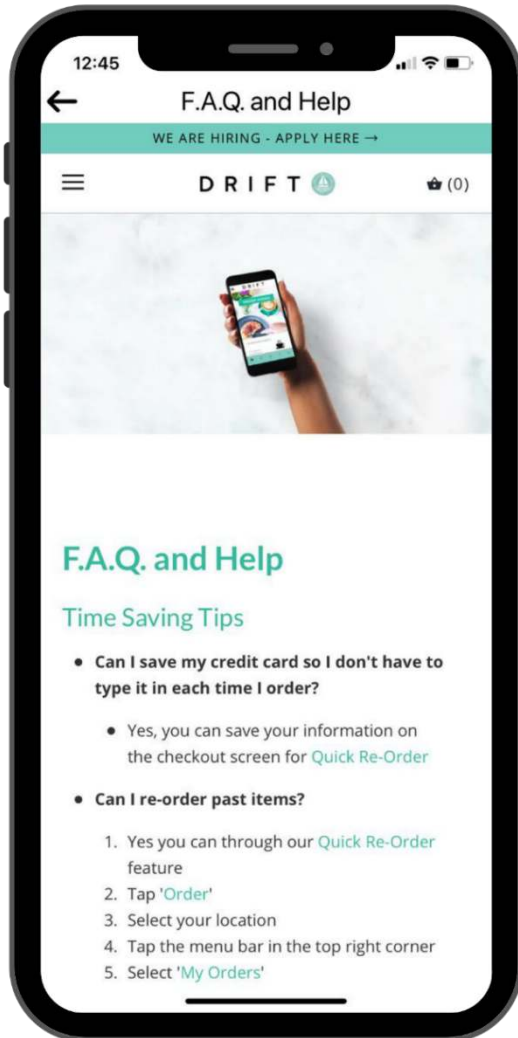 12:45
F.A.Q. and Help
WE ARE HIRING - APPLY HERE →
DRIFT
(0)
F.A.Q. and Help
Time Saving Tips
• Can I save my credit card so I don't have to
type it in each time I order?
• Yes, you can save your information on
the checkout screen for Quick Re-Order
• Can I re-order past items?
1. Yes you can through our Quick Re-Order
feature
2. Tap 'Order'
3. Select your location
4. Tap the menu bar in the top right corner
5. Select 'My Orders'